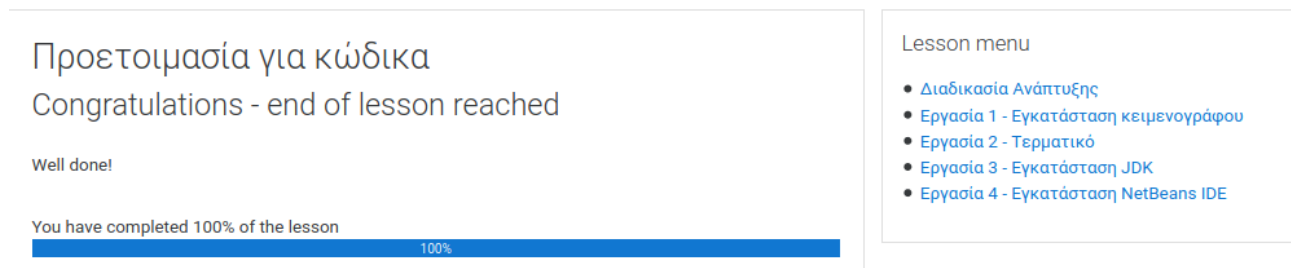 Προετοιμασία για κώδικα
Congratulations - end of lesson reached
Well done!
You have completed 100% of the lesson
100%
Lesson menu
Διαδικασία Ανάπτυξης
Εργασία 1 - Εγκατάσταση κειμενογράφου
Εργασία 2 - Τερματικό
Εργασία 3 - Εγκατάσταση JDK
Εργασία 4 - Εγκατάσταση NetBeans IDE